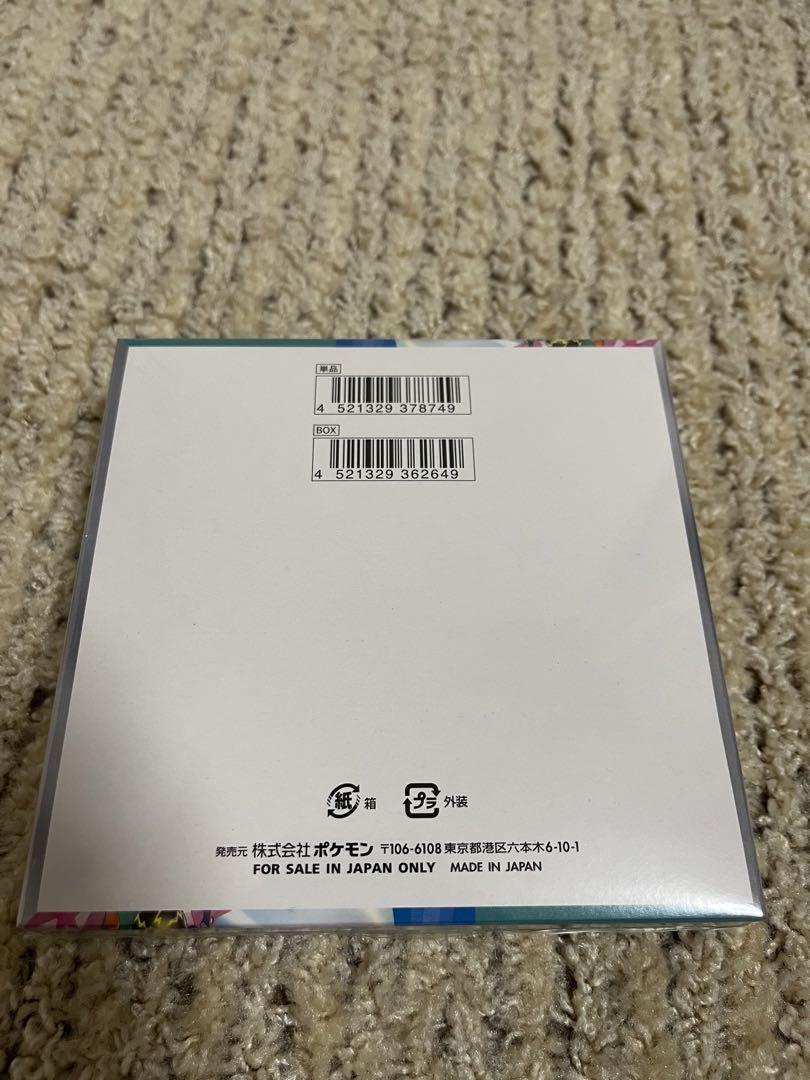 単品
4 521329 378749
BOX
4 521329 362649
紙 箱 プラ 外装
発売元 株式会社ポケモン 〒106-6108 東京都港区六本木6-10-1
FOR SALE IN JAPAN ONLY MADE IN JAPAN